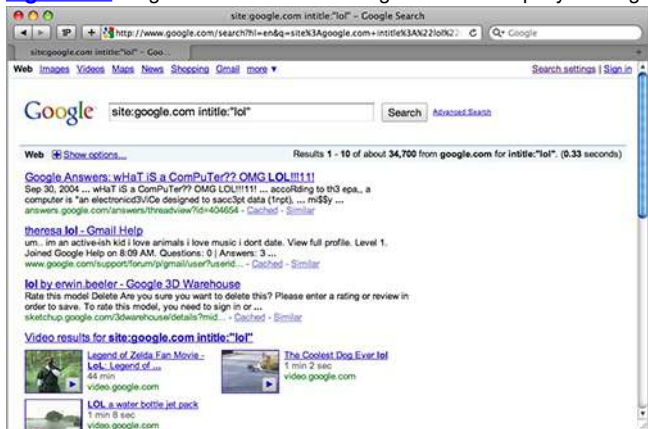 site:google.com intitle:"lol" - Google Search
http://www.google.com/search?hl=en&q=site%3Agoogle.com+intitle%3A%22lol%22
Google
site:google.com intitle:"lol" - Goo...
Web Images Videos Maps News Shopping Gmail more ▼ Search settings | Sign in
Google site:google.com intitle:"lol" Search Advanced Search
Web Show options... Results 1 - 10 of about 34,700 from google.com for intitle:"lol". (0.33 seconds)
Google Answers: wHaT iS a ComPuTer?? OMG LOL!!!11!
Sep 30, 2004 ... wHaT iS a ComPuTer?? OMG LOL!!!11! ... accoRding to th3 epa,, a
computer is "an electronicd3ViCe designed to sacc3pt data (1npt), ... mi$$y ...
answers.google.com/answers/threadview?id=404654 - Cached - Similar
theresa lol - Gmail Help
um.. im an active-ish kid i love animals i love music i dont date. View full profile. Level 1.
Joined Google Help on 8:09 AM. Questions: 0 | Answers: 3 ...
www.google.com/support/forum/p/gmail/user?userid... - Cached - Similar
lol by erwin.beeler - Google 3D Warehouse
Rate this model Delete Are you sure you want to delete this? Please enter a rating or review in
order to save. To rate this model, you need to sign in or ...
sketchup.google.com/3dwarehouse/details?mid... - Cached - Similar
Video results for site:google.com intitle:"lol"
Legend of Zelda Fan Movie -
LoL: Legend of ...
44 min
video.google.com
The Coolest Dog Ever lol
1 min 2 sec
video.google.com
LOL a water bottle jet pack
1 min 8 sec
video.google.com